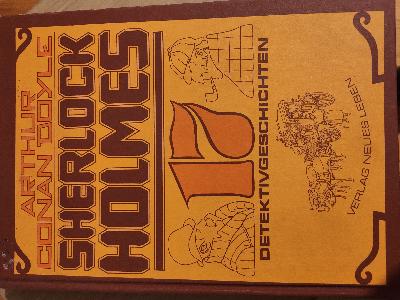 ARTHUR
CONAN DOYLE
SHERLOCK
HOLMES
17
DETEKTIVGESCHICHTEN
VERLAG NEUES LEBEN